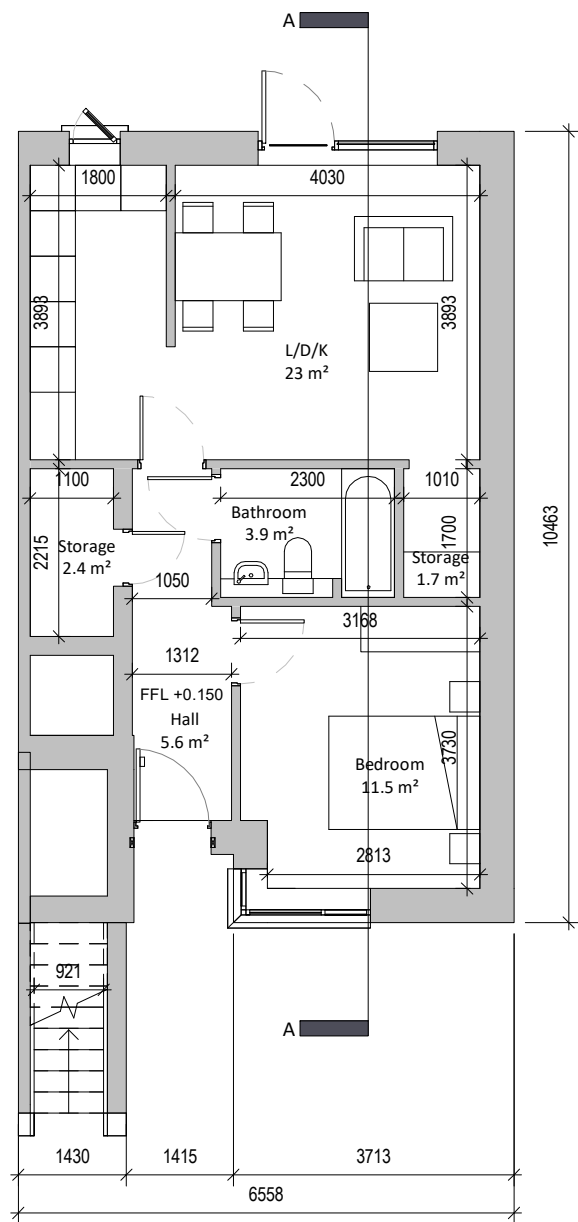 A
1800
4030
3893
3893
L/D/K
23 m²
10463
1100
2300
1010
Bathroom
3.9 m²
2215
Storage
2.4 m²
1700
Storage
1.7 m²
1050
3168
1312
FFL +0.150
Hall
5.6 m²
3730
Bedroom
11.5 m²
2813
921
A
1430
1415
3713
6558